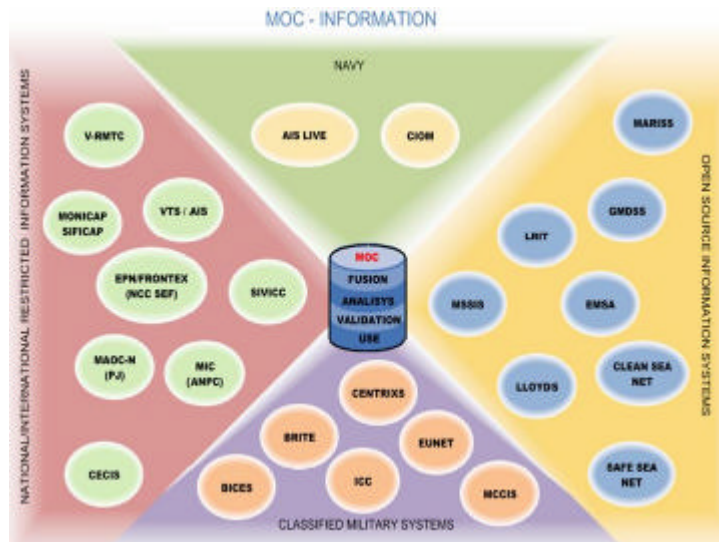 MOC - INFORMATION
NAVY
AIS LIVE
CIOM
NATIONAL/INTERNATIONAL RESTRICTED INFORMATION SYSTEMS
V-RMTC
MONICAP
SIFICAP
VTS / AIS
EPN/FRONTEX
(NCC SEF)
SIVICC
MAOC-N
(PJ)
MIC
(ANPC)
CECIS
MOC
FUSION
ANALISYS
VALIDATION
USE
OPEN SOURCE INFORMATION SYSTEMS
MARISS
GMDSS
LRIT
MSSIS
EMSA
LLOYDS
CLEAN SEA
NET
SAFE SEA
NET
CENTRIXS
BRITE
EUNET
BICES
ICC
MCCIS
CLASSIFIED MILITARY SYSTEMS